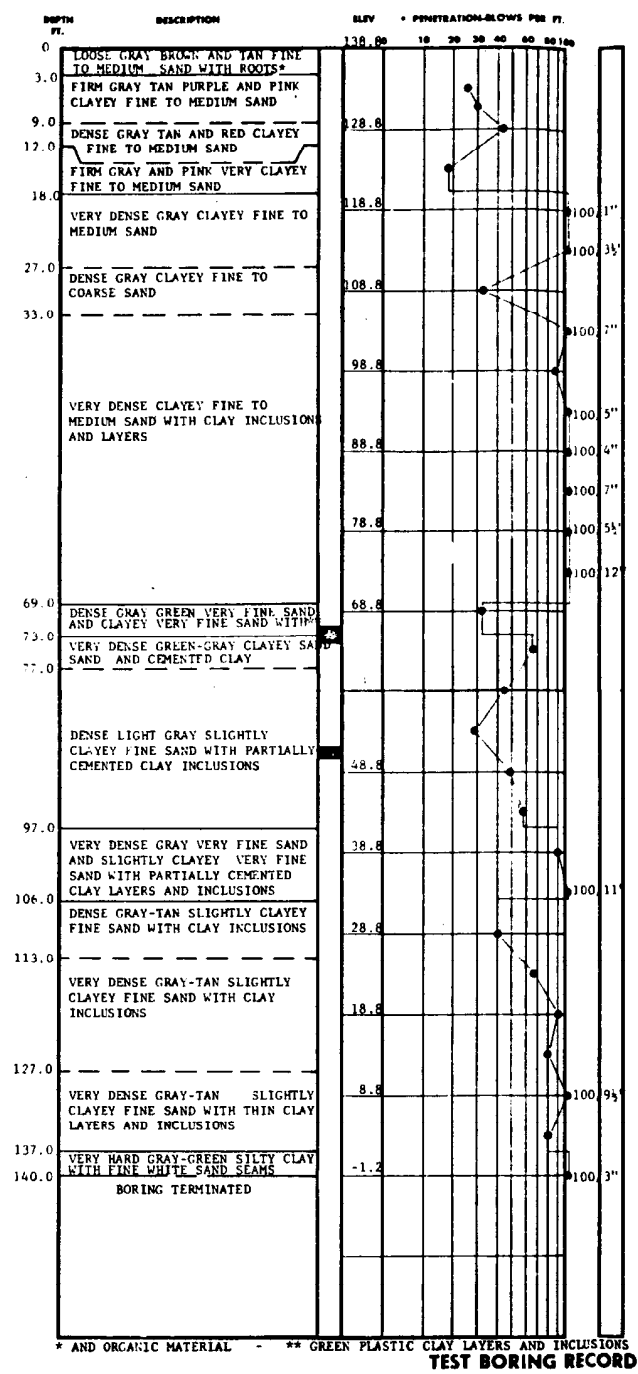 DEPTH FT. DESCRIPTION ELEV • PENETRATION-BLOWS PER FT.
0 138.8 0 10 20 30 40 60 80 100
LOOSE GRAY BROWN AND TAN FINE
TO MEDIUM SAND WITH ROOTS*
3.0
FIRM GRAY TAN PURPLE AND PINK
CLAYEY FINE TO MEDIUM SAND
9.0 128.8
DENSE GRAY TAN AND RED CLAYEY
FINE TO MEDIUM SAND
12.0
FIRM GRAY AND PINK VERY CLAYEY
FINE TO MEDIUM SAND
18.0
118.8 100/1"
VERY DENSE GRAY CLAYEY FINE TO
MEDIUM SAND
100/3½"
27.0
DENSE GRAY CLAYEY FINE TO
COARSE SAND
108.8
33.0
100/7"
98.8
VERY DENSE CLAYEY FINE TO
MEDIUM SAND WITH CLAY INCLUSIONS
AND LAYERS
100/5"
88.8 100/4"
100/7"
78.8 100/5½"
100/12"
69.0 68.8
DENSE GRAY GREEN VERY FINE SAND
AND CLAYEY VERY FINE SAND WITH
73.0
VERY DENSE GREEN-GRAY CLAYEY SAND
SAND AND CEMENTED CLAY
77.0
DENSE LIGHT GRAY SLIGHTLY
CLAYEY FINE SAND WITH PARTIALLY
CEMENTED CLAY INCLUSIONS
48.8
97.0
VERY DENSE GRAY VERY FINE SAND
AND SLIGHTLY CLAYEY VERY FINE
SAND WITH PARTIALLY CEMENTED
CLAY LAYERS AND INCLUSIONS
38.8
100/11"
106.0
DENSE GRAY-TAN SLIGHTLY CLAYEY
FINE SAND WITH CLAY INCLUSIONS
28.8
113.0
VERY DENSE GRAY-TAN SLIGHTLY
CLAYEY FINE SAND WITH CLAY
INCLUSIONS
18.8
127.0
VERY DENSE GRAY-TAN SLIGHTLY
CLAYEY FINE SAND WITH THIN CLAY
LAYERS AND INCLUSIONS
8.8 100/9½"
137.0
VERY HARD GRAY-GREEN SILTY CLAY
WITH FINE WHITE SAND SEAMS
140.0 -1.2 100/3"
BORING TERMINATED
* AND ORGANIC MATERIAL - ** GREEN PLASTIC CLAY LAYERS AND INCLUSIONS
TEST BORING RECORD